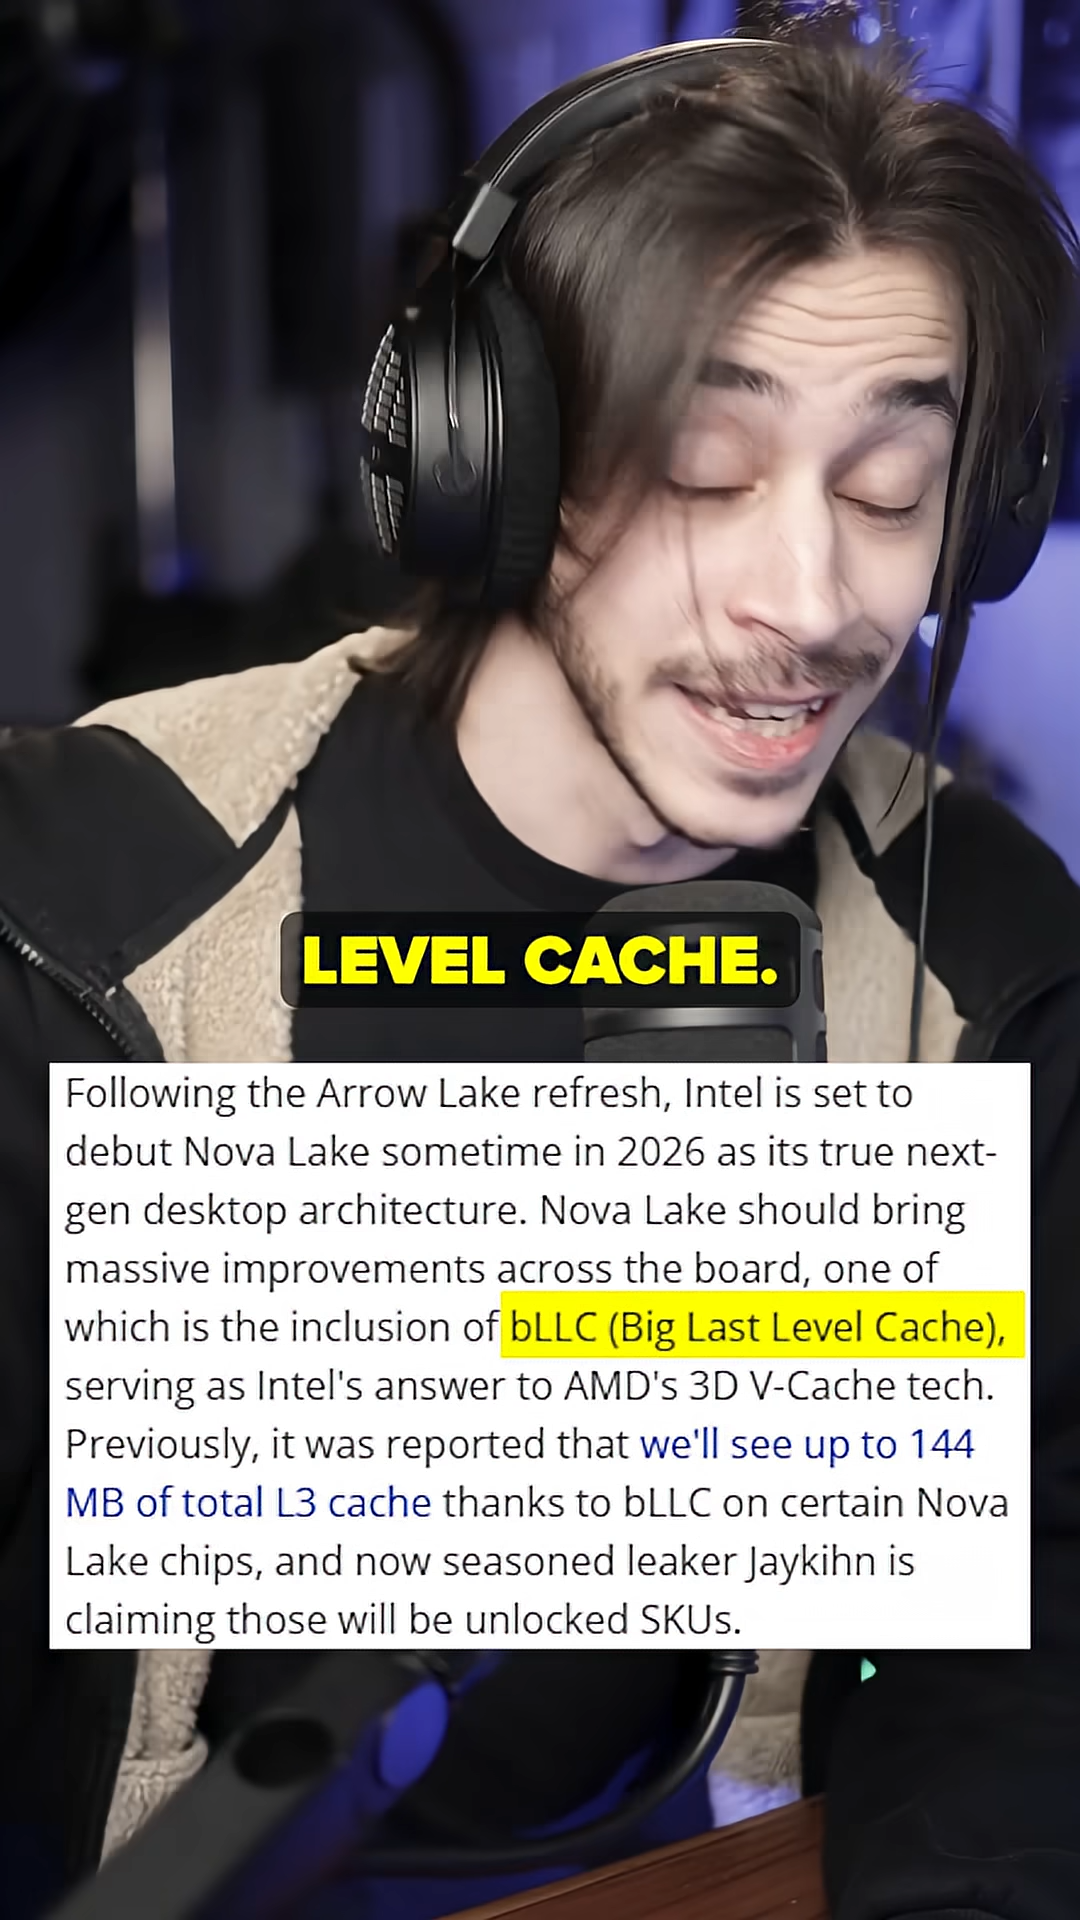 LEVEL CACHE.
Following the Arrow Lake refresh, Intel is set to
debut Nova Lake sometime in 2026 as its true next-
gen desktop architecture. Nova Lake should bring
massive improvements across the board, one of
which is the inclusion of bLLC (Big Last Level Cache),
serving as Intel's answer to AMD's 3D V-Cache tech.
Previously, it was reported that we'll see up to 144
MB of total L3 cache thanks to bLLC on certain Nova
Lake chips, and now seasoned leaker Jaykihn is
claiming those will be unlocked SKUs.